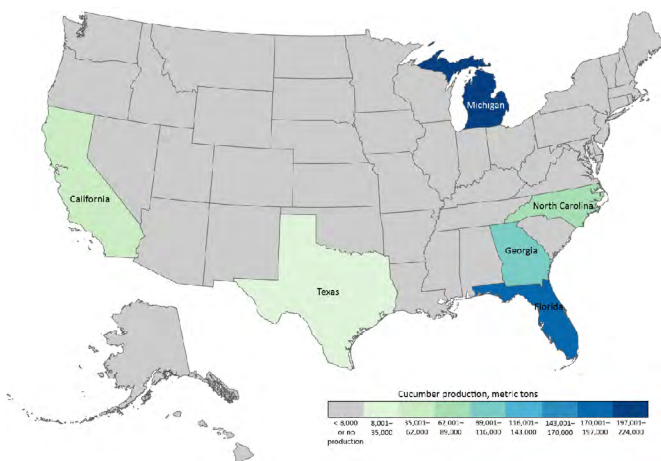 Michigan
California
North Carolina
Georgia
Texas
Florida
Cucumber production, metric tons
< 8,000 or no production
8,001– 35,000
35,001– 62,000
62,001– 89,000
89,001– 116,000
116,001– 143,000
143,001– 170,000
170,001– 197,000
197,001– 224,000